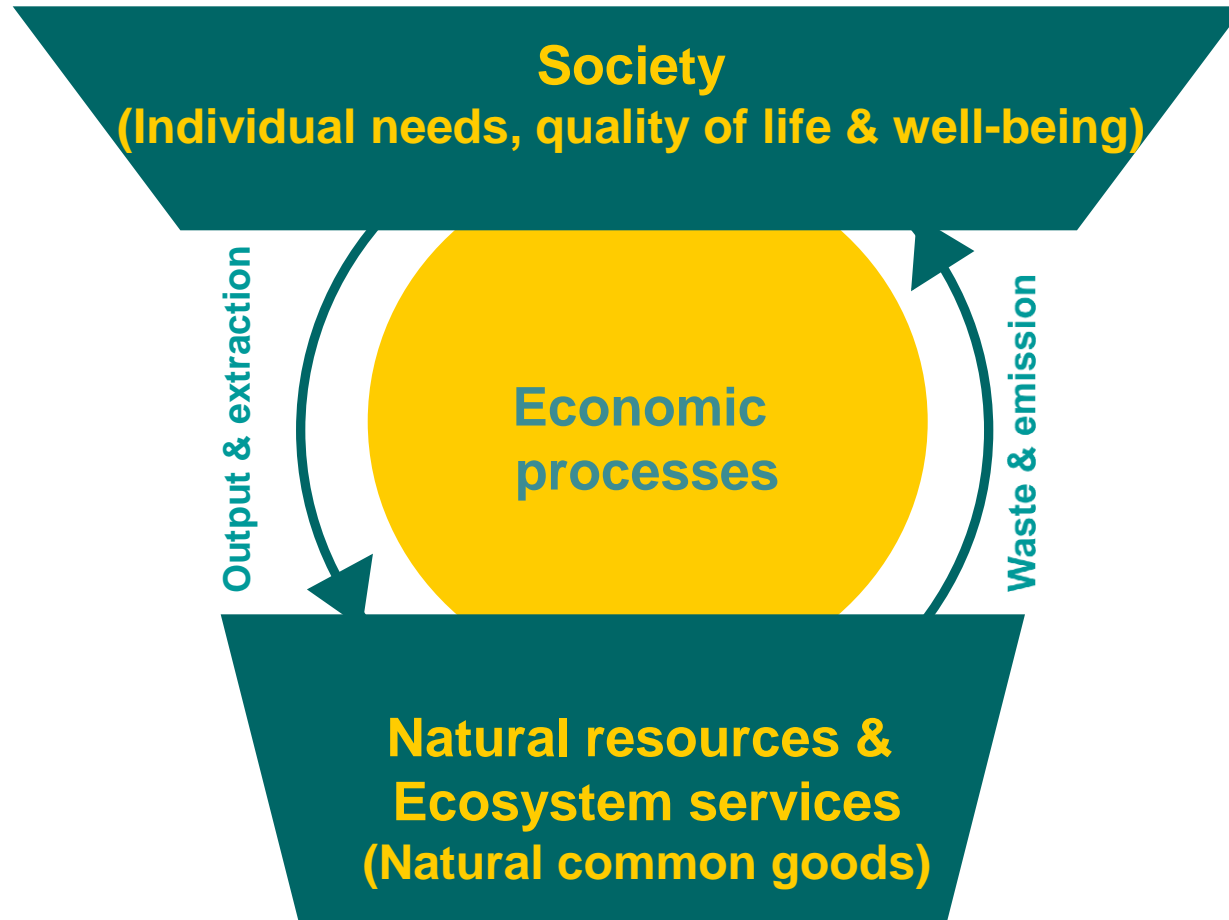 Society
(Individual needs, quality of life & well-being)
Output & extraction
Economic
processes
Waste & emission
Natural resources &
Ecosystem services
(Natural common goods)